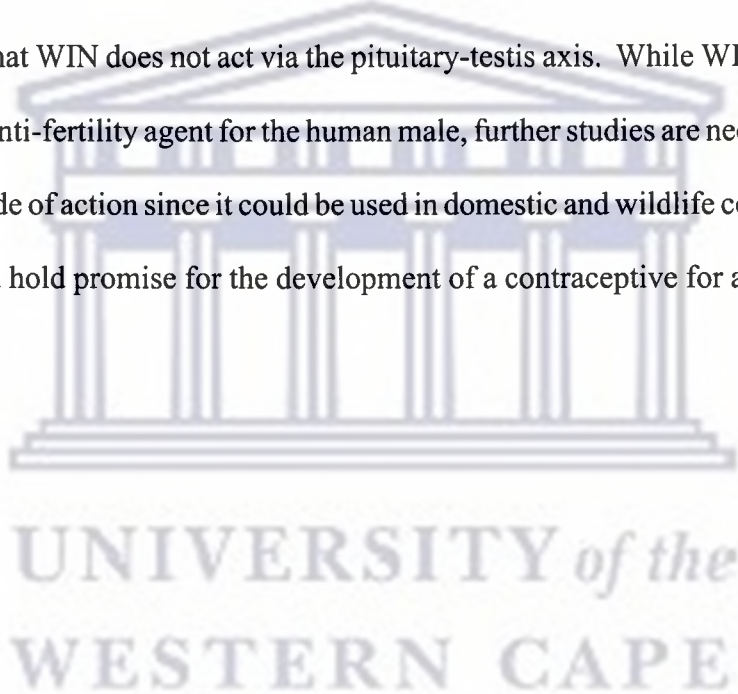 hat WIN does not act via the pituitary-testis axis. While WI
nti-fertility agent for the human male, further studies are nec
de of action since it could be used in domestic and wildlife co
hold promise for the development of a contraceptive for a
UNIVERSITY of the
WESTERN CAPE